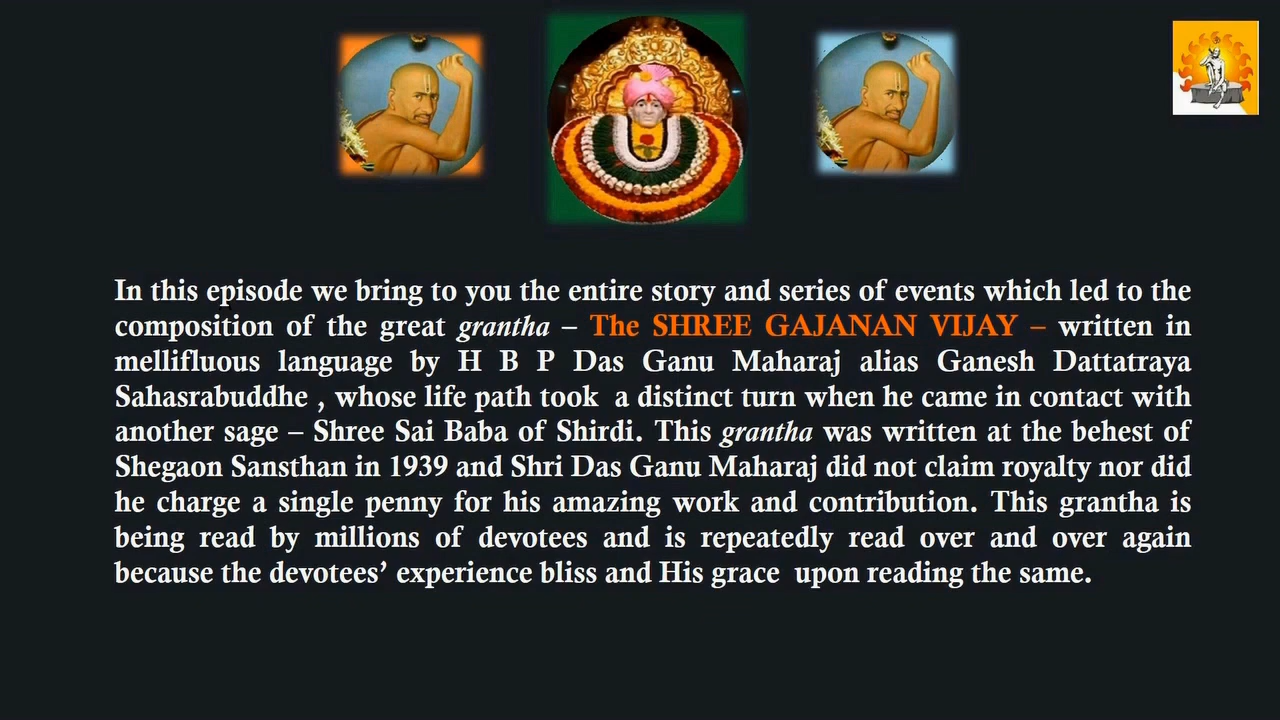 In this episode we bring to you the entire story and series of events which led to the
composition of the great grantha – The SHREE GAJANAN VIJAY – written in
mellifluous language by H B P Das Ganu Maharaj alias Ganesh Dattatraya
Sahasrabuddhe , whose life path took  a distinct turn when he came in contact with
another sage – Shree Sai Baba of Shirdi. This grantha was written at the behest of
Shegaon Sansthan in 1939 and Shri Das Ganu Maharaj did not claim royalty nor did
he charge a single penny for his amazing work and contribution. This grantha is
being read by millions of devotees and is repeatedly read over and over again
because the devotees’ experience bliss and His grace  upon reading the same.